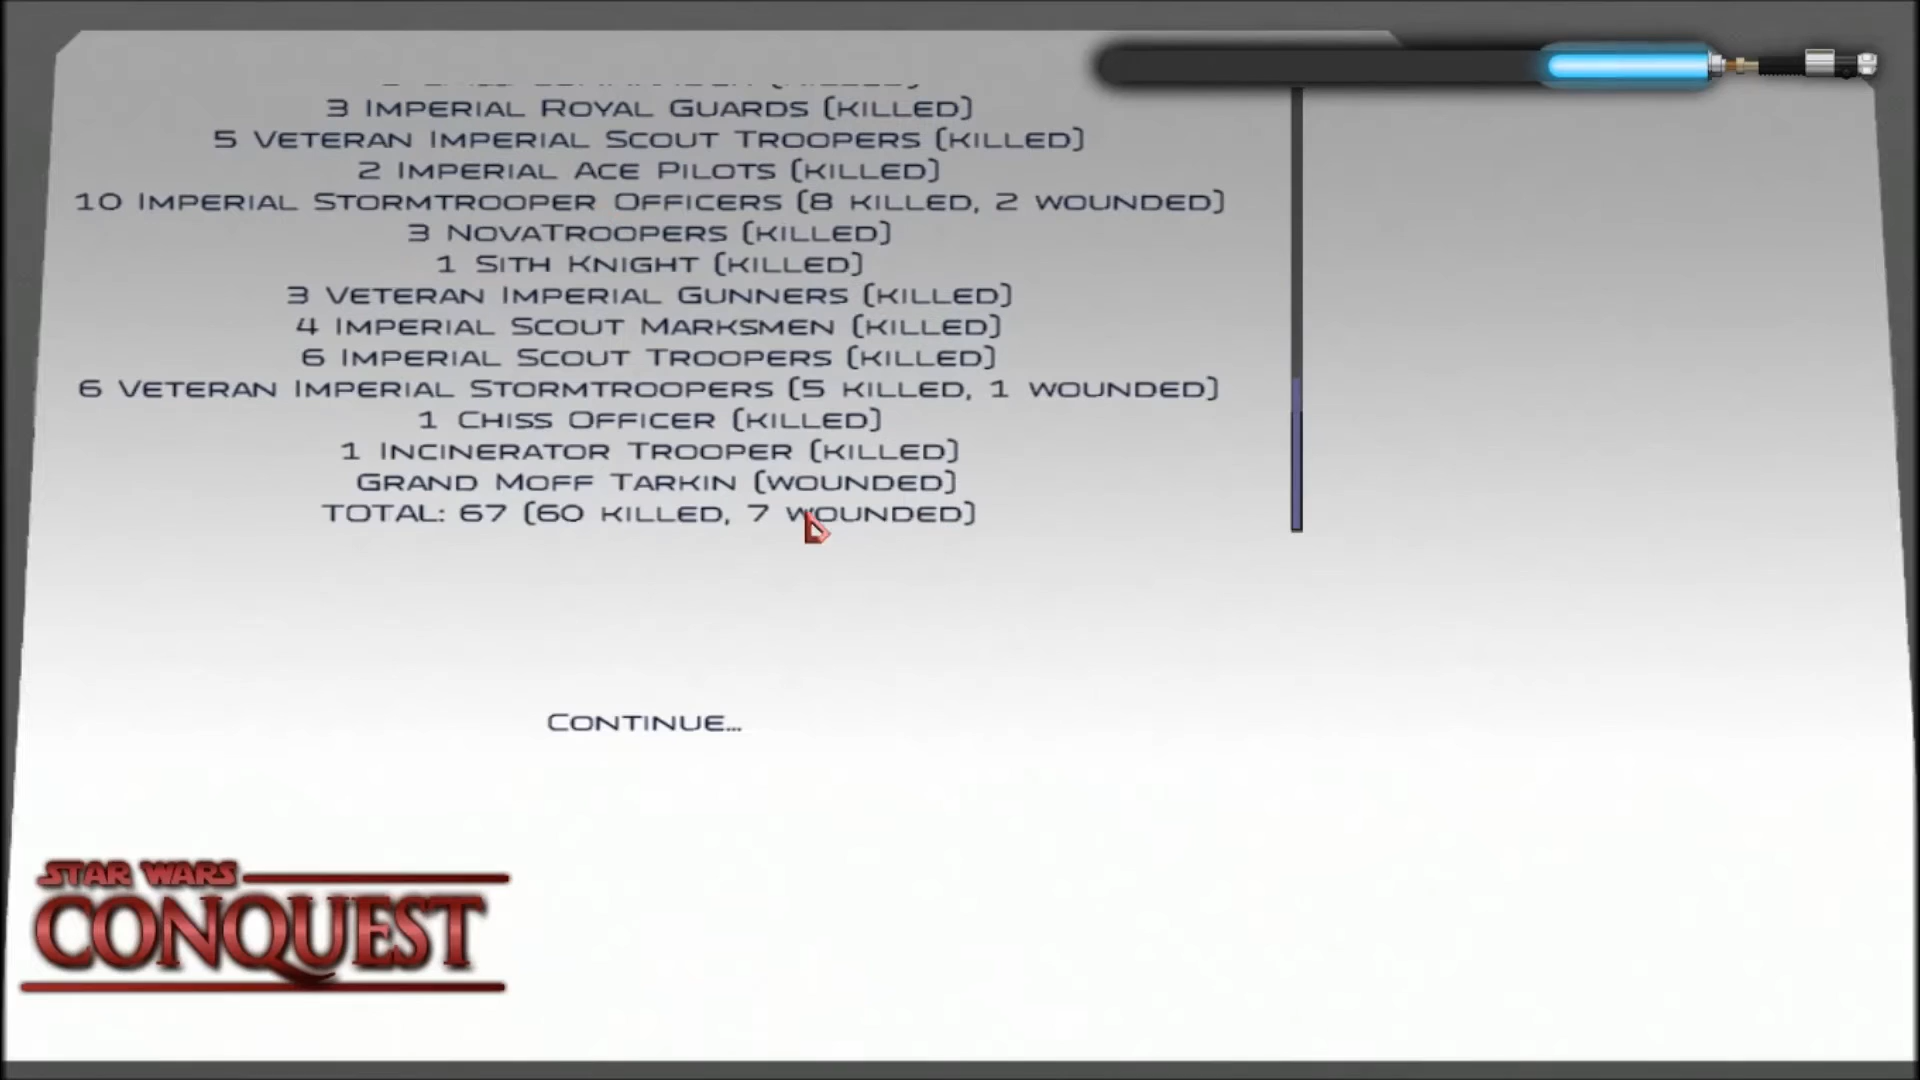 3 Imperial Royal Guards (killed)
5 Veteran Imperial Scout Troopers (killed)
2 Imperial Ace Pilots (killed)
10 Imperial Stormtrooper Officers (8 killed, 2 wounded)
3 NovaTroopers (killed)
1 Sith Knight (killed)
3 Veteran Imperial Gunners (killed)
4 Imperial Scout Marksmen (killed)
6 Imperial Scout Troopers (killed)
6 Veteran Imperial Stormtroopers (5 killed, 1 wounded)
1 Chiss Officer (killed)
1 Incinerator Trooper (killed)
Grand Moff Tarkin (wounded)
TOTAL: 67 (60 killed, 7 wounded)
Continue...
STAR WARS
CONQUEST